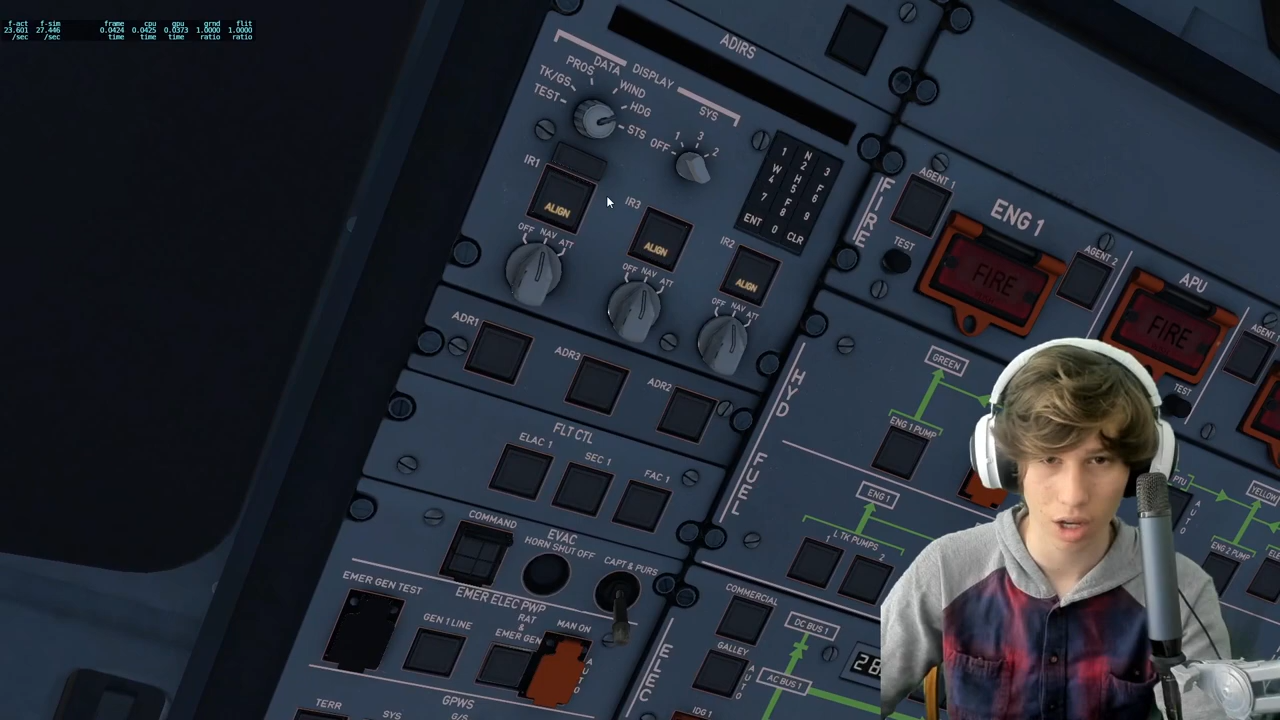 f-act f-sim frame cpu gpu grnd flit
23.601 27.446 0.0424 0.0425 0.0373 1.0000 1.0000
/sec /sec time time time ratio ratio
ADIRS
DATA DISPLAY SYS
TEST TK/GS PROS WIND HDG STS
OFF 1 3 2
1 N 2 3
W 4 H 5 F 6
7 F 8 9
ENT 0 CLR
IR1
ALIGN
OFF NAV ATT
IR3
ALIGN
OFF NAV ATT
IR2
ALIGN
OFF NAV ATT
ADR1
ADR3
ADR2
FLT CTL
ELAC 1
SEC 1
FAC 1
EVAC
COMMAND
HORN SHUT OFF
CAPT & PURS
EMER ELEC PWR
EMER GEN TEST
GEN 1 LINE
RAT
&
EMER GEN
MAN ON
AUTO
GPWS
TERR
SYS
G/S
FIRE
AGENT 1
ENG 1
TEST
FIRE
AGENT 2
APU
FIRE
AGENT
TEST
HYD
GREEN
ENG 1 PUMP
PTU
AUTO
YELLOW
ENG 2 PUMP
FUEL
ENG 1
L TK PUMPS
1
2
ELEC
COMMERCIAL
GALLEY
AUTO
DC BUS 1
AC BUS 1
28
IDG 1